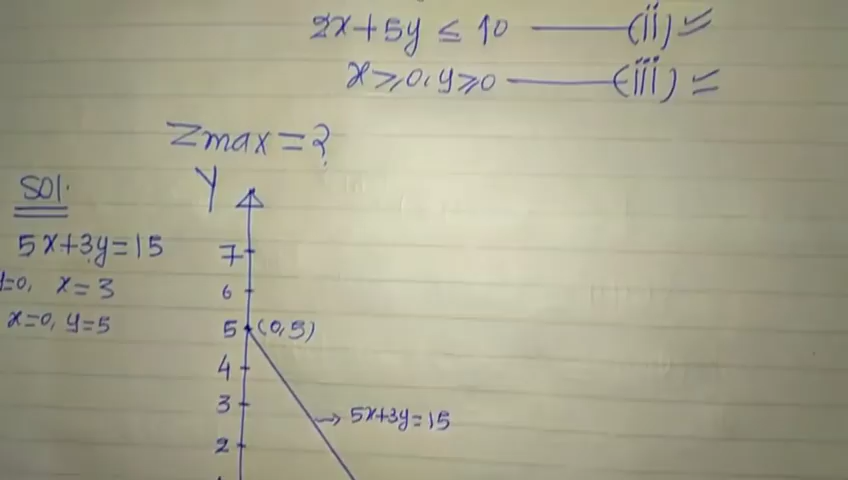 2x+5y ≤ 10 ——— (ii)
x≥0, y≥0 ——— (iii)
Zmax = ?
Sol.
Y
5x+3y=15
7
y=0, x=3
6
x=0, y=5
5 (0,5)
4
3
→ 5x+3y=15
2